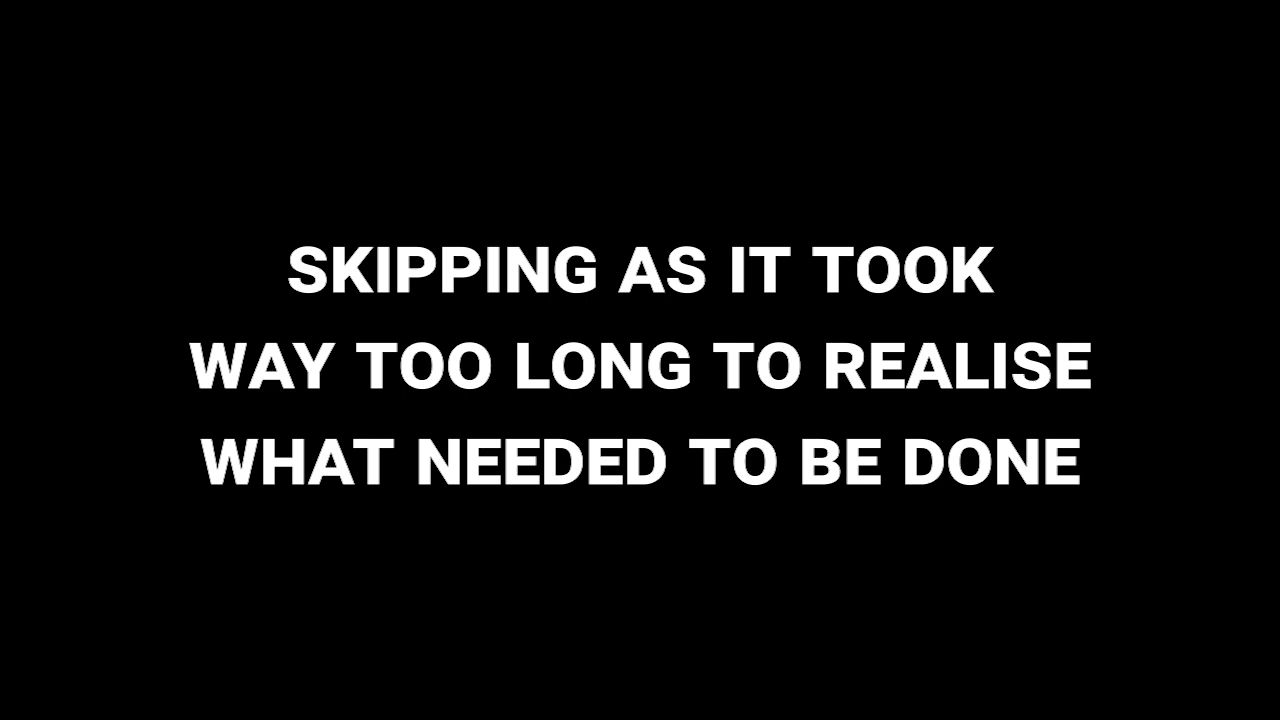 SKIPPING AS IT TOOK
WAY TOO LONG TO REALISE
WHAT NEEDED TO BE DONE